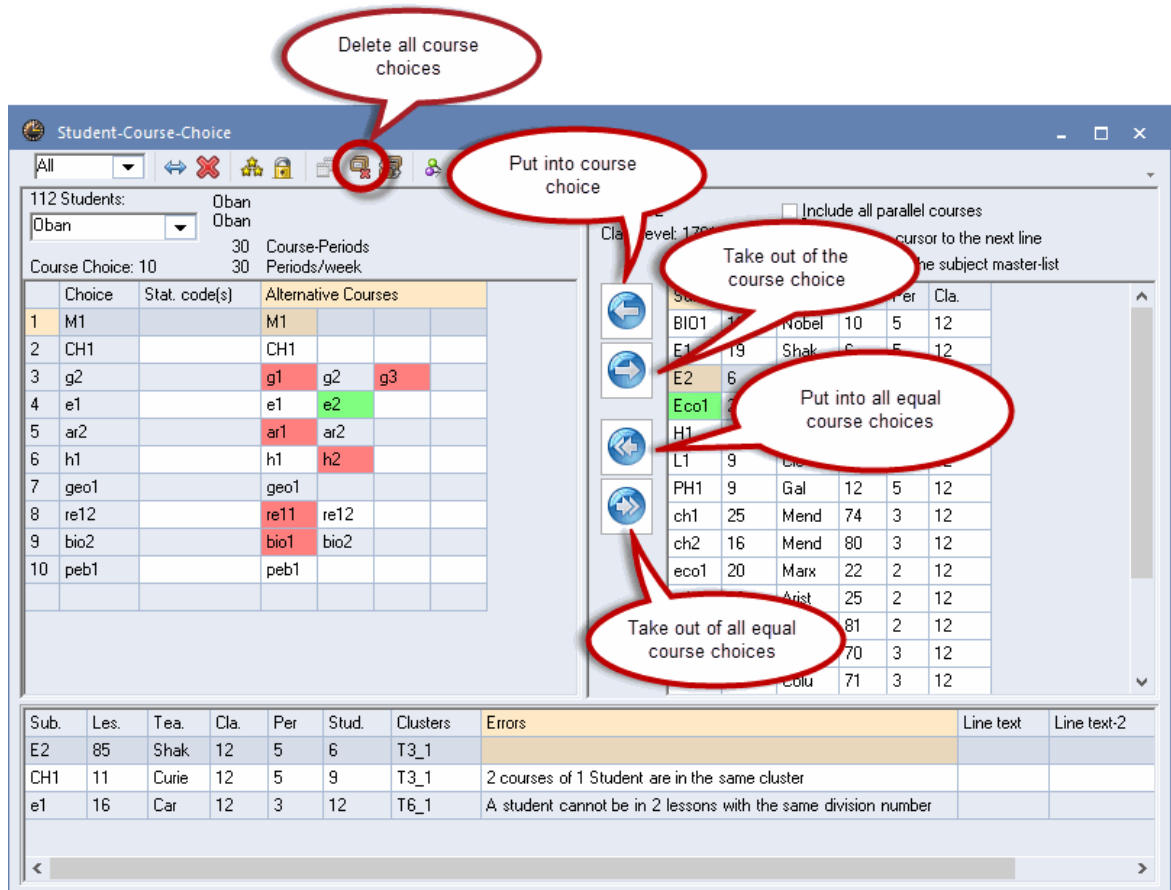 Delete all course
choices
Student-Course-Choice
Put into course
choice
All
112 Students: Oban
Oban Oban
30 Course-Periods
Course Choice: 10 30 Periods/week
Include all parallel courses
cursor to the next line
he subject master-list
Take out of the
course choice
Choice Stat. code(s) Alternative Courses
1 M1 M1
2 CH1 CH1
3 g2 g1 g2 g3
4 e1 e1 e2
5 ar2 ar1 ar2
6 h1 h1 h2
7 geo1 geo1
8 re12 re11 re12
9 bio2 bio1 bio2
10 peb1 peb1
Per Cla.
BIO1 Nobel 10 5 12
E1 19 Shak 12
E2 6
Eco1
H1
L1 9 12
PH1 9 Gal 12 5 12
ch1 25 Mend 74 3 12
ch2 16 Mend 80 3 12
eco1 20 Marx 22 2 12
Arist 25 2 12
81 2 12
70 3 12
Colu 71 3 12
Put into all equal
course choices
Take out of all equal
course choices
Sub. Les. Tea. Cla. Per Stud. Clusters Errors Line text Line text-2
E2 85 Shak 12 5 6 T3_1
CH1 11 Curie 12 5 9 T3_1 2 courses of 1 Student are in the same cluster
e1 16 Car 12 3 12 T6_1 A student cannot be in 2 lessons with the same division number